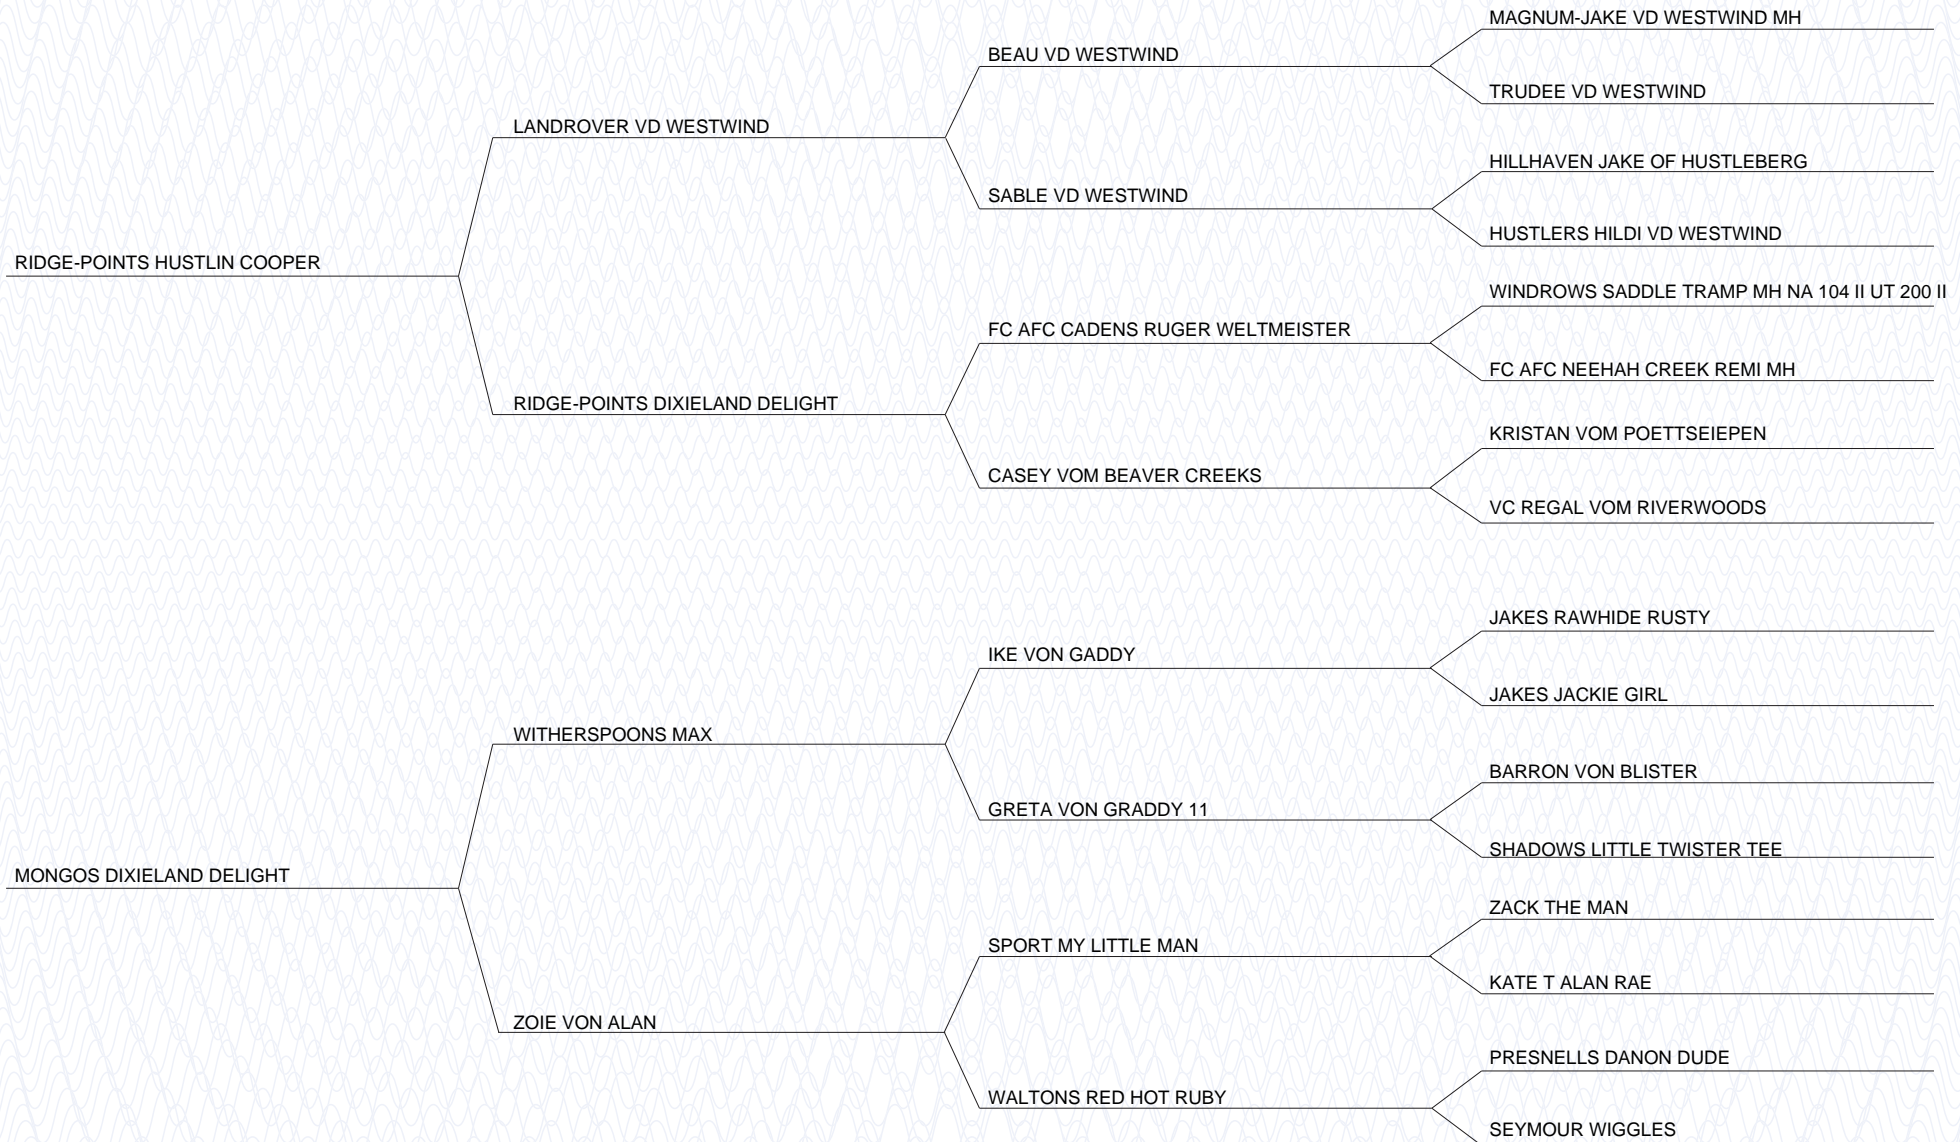 MAGNUM-JAKE VD WESTWIND MH
BEAU VD WESTWIND
TRUDEE VD WESTWIND
LANDROVER VD WESTWIND
HILLHAVEN JAKE OF HUSTLEBERG
SABLE VD WESTWIND
HUSTLERS HILDI VD WESTWIND
RIDGE-POINTS HUSTLIN COOPER
WINDROWS SADDLE TRAMP MH NA 104 II UT 200 II
FC AFC CADENS RUGER WELTMEISTER
FC AFC NEEHAH CREEK REMI MH
RIDGE-POINTS DIXIELAND DELIGHT
KRISTAN VOM POETTSEIEPEN
CASEY VOM BEAVER CREEKS
VC REGAL VOM RIVERWOODS
JAKES RAWHIDE RUSTY
IKE VON GADDY
JAKES JACKIE GIRL
WITHERSPOONS MAX
BARRON VON BLISTER
GRETA VON GRADDY 11
SHADOWS LITTLE TWISTER TEE
MONGOS DIXIELAND DELIGHT
ZACK THE MAN
SPORT MY LITTLE MAN
KATE T ALAN RAE
ZOIE VON ALAN
PRESNELLS DANON DUDE
WALTONS RED HOT RUBY
SEYMOUR WIGGLES